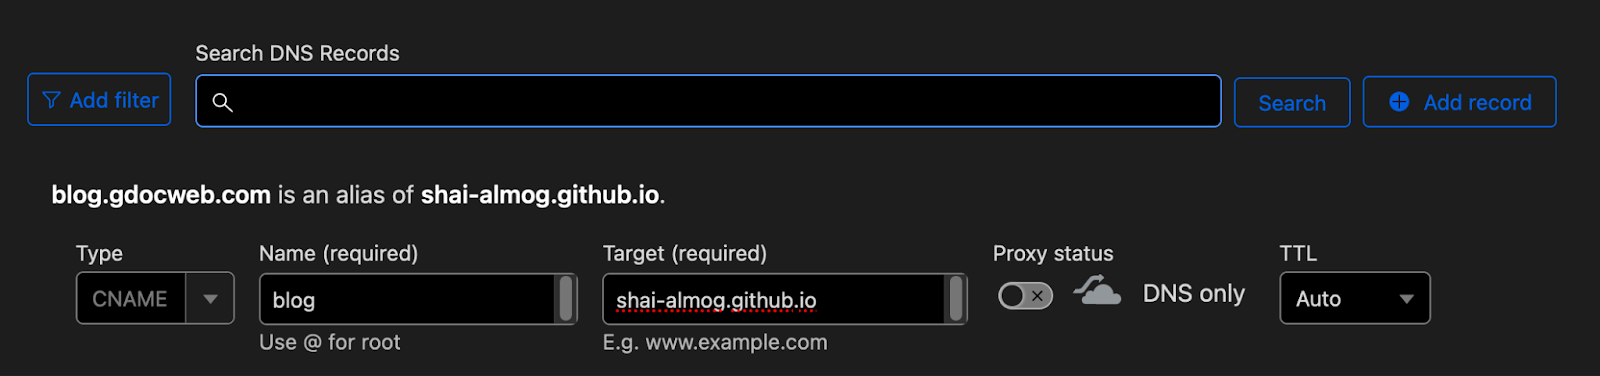 Search DNS Records
Add filter
Search
Add record
blog.gdocweb.com is an alias of shai-almog.github.io.
Type
Name (required)
Target (required)
Proxy status
TTL
CNAME
blog
shai-almog.github.io
DNS only
Auto
Use @ for root
E.g. www.example.com